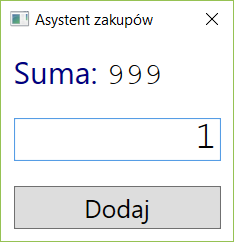 Asystent zakupów
Suma: 999
1
Dodaj